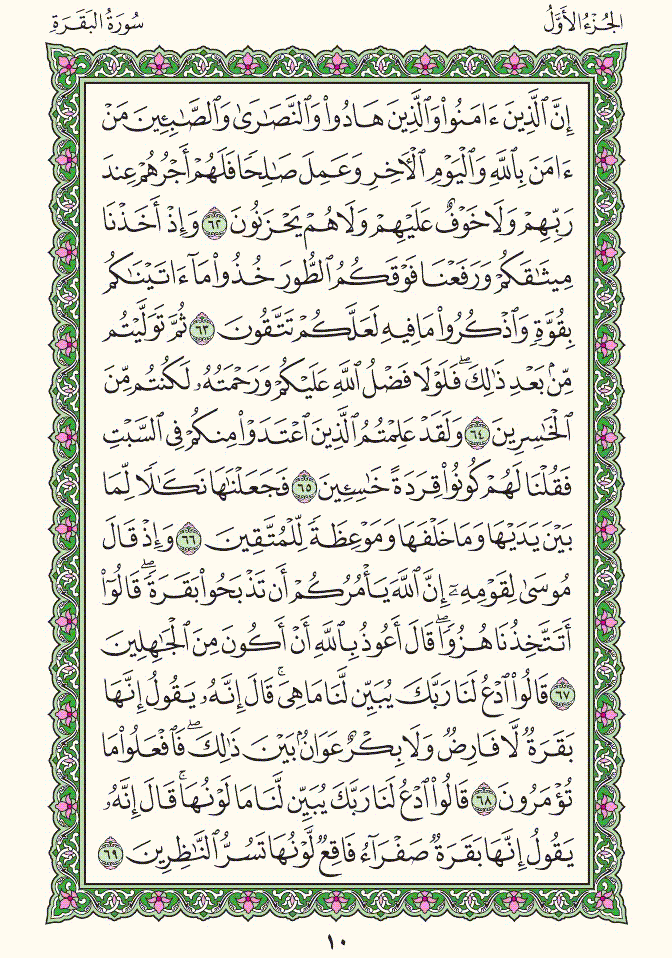 الجُزْءُ الأَوَّلُ
سُورَةُ البَقَرَةِ
إِنَّ ٱلَّذِينَ ءَامَنُوا۟ وَٱلَّذِينَ هَادُوا۟ وَٱلنَّصَـٰرَىٰ وَٱلصَّـٰبِـِٔينَ مَنْ
ءَامَنَ بِٱللَّهِ وَٱلْيَوْمِ ٱلْـَٔاخِرِ وَعَمِلَ صَـٰلِحًا فَلَهُمْ أَجْرُهُمْ عِندَ
رَبِّهِمْ وَلَا خَوْفٌ عَلَيْهِمْ وَلَا هُمْ يَحْزَنُونَ ٦٢ وَإِذْ أَخَذْنَا
مِيثَـٰقَكُمْ وَرَفَعْنَا فَوْقَكُمُ ٱلطُّورَ خُذُوا۟ مَآ ءَاتَيْنَـٰكُم
بِقُوَّةٍ وَٱذْكُرُوا۟ مَا فِيهِ لَعَلَّكُمْ تَتَّقُونَ ٦٣ ثُمَّ تَوَلَّيْتُم
مِّنۢ بَعْدِ ذَٰلِكَ ۖ فَلَوْلَا فَضْلُ ٱللَّهِ عَلَيْكُمْ وَرَحْمَتُهُۥ لَكُنتُم مِّنَ
ٱلْخَـٰسِرِينَ ٦٤ وَلَقَدْ عَلِمْتُمُ ٱلَّذِينَ ٱعْتَدَوْا۟ مِنكُمْ فِى ٱلسَّبْتِ
فَقُلْنَا لَهُمْ كُونُوا۟ قِرَدَةً خَـٰسِـِٔينَ ٦٥ فَجَعَلْنَـٰهَا نَكَـٰلًا لِّمَا
بَيْنَ يَدَيْهَا وَمَا خَلْفَهَا وَمَوْعِظَةً لِّلْمُتَّقِينَ ٦٦ وَإِذْ قَالَ
مُوسَىٰ لِقَوْمِهِۦٓ إِنَّ ٱللَّهَ يَأْمُرُكُمْ أَن تَذْبَحُوا۟ بَقَرَةً ۖ قَالُوٓا۟
أَتَتَّخِذُنَا هُزُوًا ۖ قَالَ أَعُوذُ بِٱللَّهِ أَنْ أَكُونَ مِنَ ٱلْجَـٰهِلِينَ
٦٧ قَالُوا۟ ٱدْعُ لَنَا رَبَّكَ يُبَيِّن لَّنَا مَا هِىَ ۚ قَالَ إِنَّهُۥ يَقُولُ إِنَّهَا
بَقَرَةٌ لَّا فَارِضٌ وَلَا بِكْرٌ عَوَانٌۢ بَيْنَ ذَٰلِكَ ۖ فَٱفْعَلُوا۟ مَا
تُؤْمَرُونَ ٦٨ قَالُوا۟ ٱدْعُ لَنَا رَبَّكَ يُبَيِّن لَّنَا مَا لَوْنُهَا ۚ قَالَ إِنَّهُۥ
يَقُولُ إِنَّهَا بَقَرَةٌ صَفْرَآءُ فَاقِعٌ لَّوْنُهَا تَسُرُّ ٱلنَّـٰظِرِينَ ٦٩
١٠